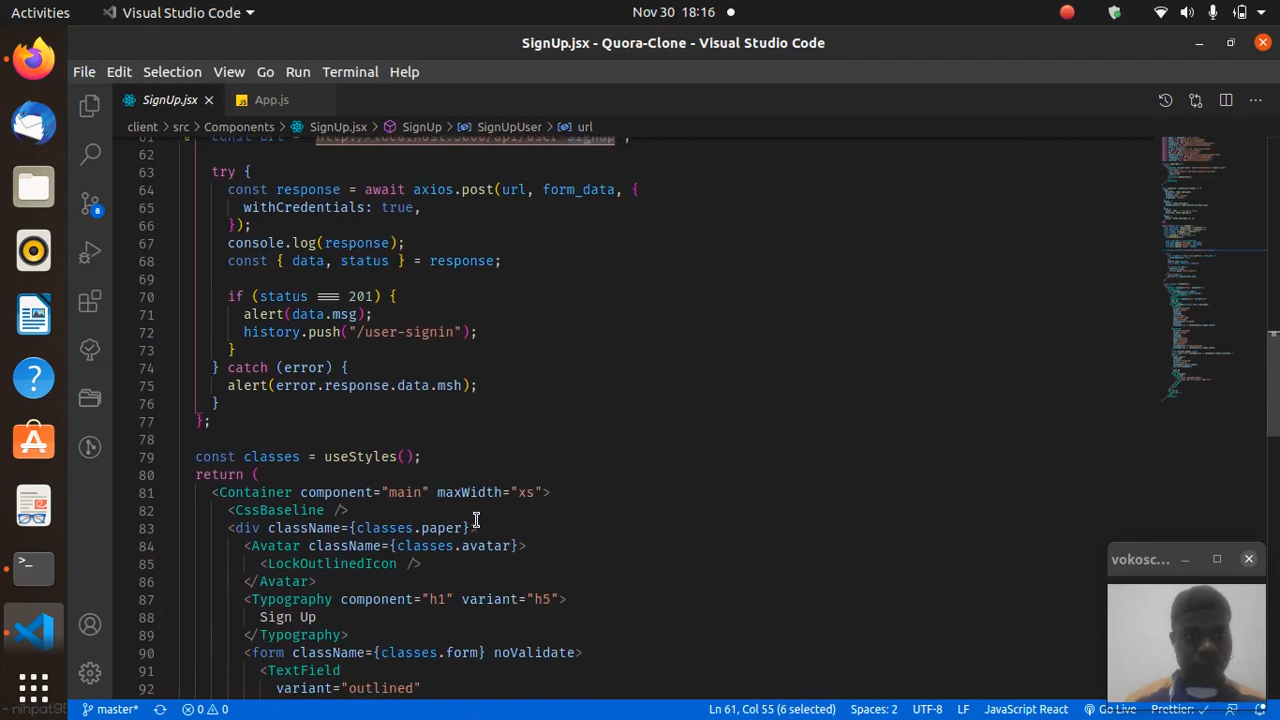 Activities
Visual Studio Code
Nov 30 18:16
SignUp.jsx - Quora-Clone - Visual Studio Code
File Edit Selection View Go Run Terminal Help
SignUp.jsx
App.js
client > src > Components > SignUp.jsx > SignUp > SignUpUser > url
62
63 try {
64 const response = await axios.post(url, form_data, {
65 withCredentials: true,
66 });
67 console.log(response);
68 const { data, status } = response;
69
70 if (status === 201) {
71 alert(data.msg);
72 history.push("/user-signin");
73 }
74 } catch (error) {
75 alert(error.response.data.msh);
76 }
77 };
78
79 const classes = useStyles();
80 return (
81 <Container component="main" maxWidth="xs">
82 <CssBaseline />
83 <div className={classes.paper}>
84 <Avatar className={classes.avatar}>
85 <LockOutlinedIcon />
86 </Avatar>
87 <Typography component="h1" variant="h5">
88 Sign Up
89 </Typography>
90 <form className={classes.form} noValidate>
91 <TextField
92 variant="outlined"
8
vokosc...
master*
0 0
Ln 61, Col 55 (6 selected)
Spaces: 2
UTF-8
LF
JavaScript React
Go Live
Prettier: ✓